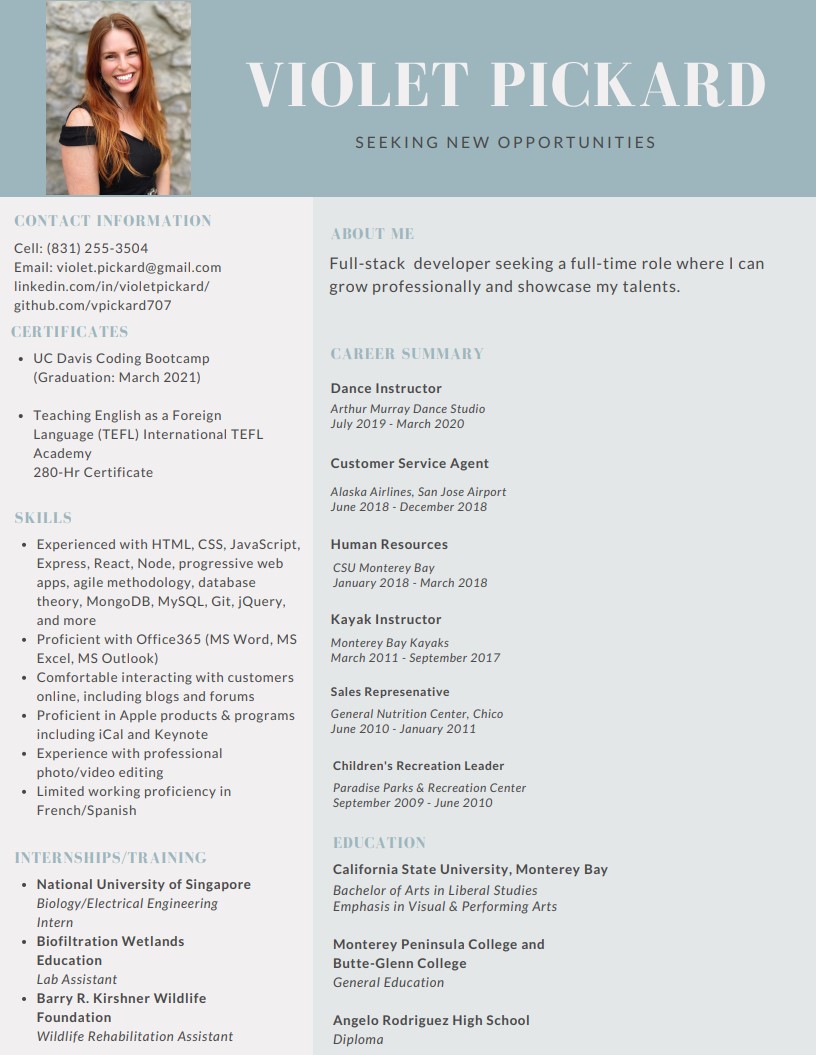 VIOLET PICKARD
SEEKING NEW OPPORTUNITIES
CONTACT INFORMATION
Cell: (831) 255-3504
Email: violet.pickard@gmail.com
linkedin.com/in/violetpickard/
github.com/vpickard707
CERTIFICATES
• UC Davis Coding Bootcamp
(Graduation: March 2021)
• Teaching English as a Foreign
Language (TEFL) International TEFL
Academy
280-Hr Certificate
SKILLS
• Experienced with HTML, CSS, JavaScript,
Express, React, Node, progressive web
apps, agile methodology, database
theory, MongoDB, MySQL, Git, jQuery,
and more
• Proficient with Office365 (MS Word, MS
Excel, MS Outlook)
• Comfortable interacting with customers
online, including blogs and forums
• Proficient in Apple products & programs
including iCal and Keynote
• Experience with professional
photo/video editing
• Limited working proficiency in
French/Spanish
INTERNSHIPS/TRAINING
• National University of Singapore
Biology/Electrical Engineering
Intern
• Biofiltration Wetlands
Education
Lab Assistant
• Barry R. Kirshner Wildlife
Foundation
Wildlife Rehabilitation Assistant
ABOUT ME
Full-stack developer seeking a full-time role where I can
grow professionally and showcase my talents.
CAREER SUMMARY
Dance Instructor
Arthur Murray Dance Studio
July 2019 - March 2020
Customer Service Agent
Alaska Airlines, San Jose Airport
June 2018 - December 2018
Human Resources
CSU Monterey Bay
January 2018 - March 2018
Kayak Instructor
Monterey Bay Kayaks
March 2011 - September 2017
Sales Represenative
General Nutrition Center, Chico
June 2010 - January 2011
Children's Recreation Leader
Paradise Parks & Recreation Center
September 2009 - June 2010
EDUCATION
California State University, Monterey Bay
Bachelor of Arts in Liberal Studies
Emphasis in Visual & Performing Arts
Monterey Peninsula College and
Butte-Glenn College
General Education
Angelo Rodriguez High School
Diploma